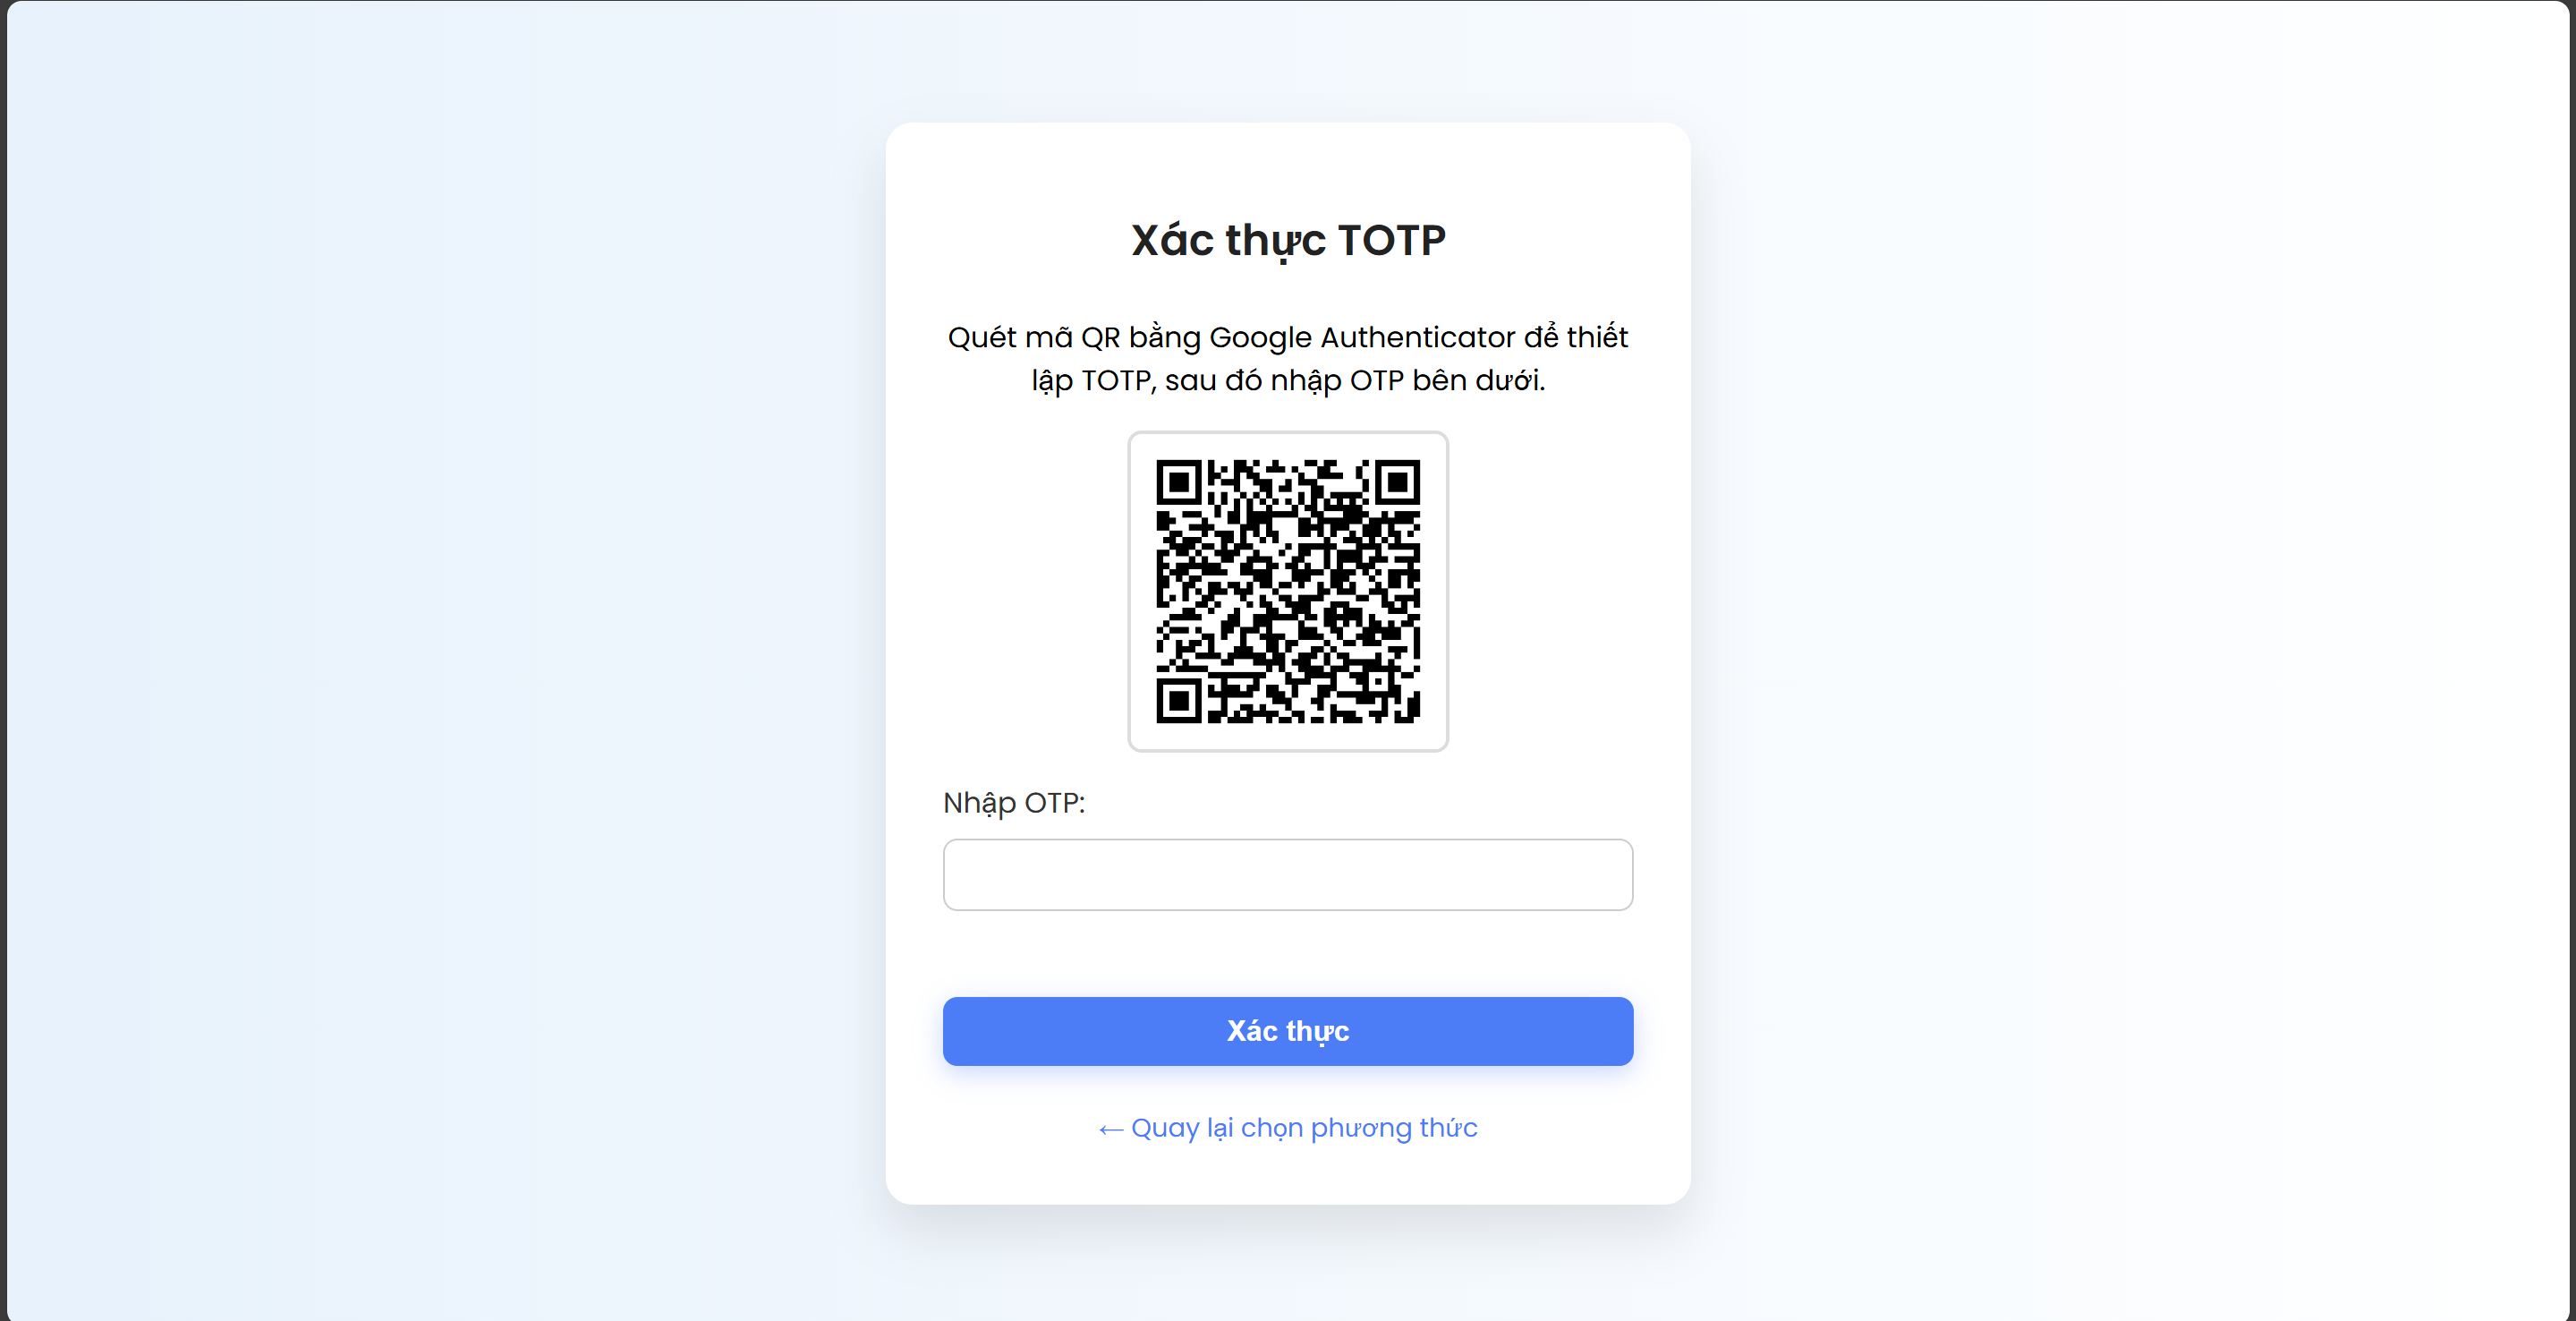 Xác thực TOTP
Quét mã QR bằng Google Authenticator để thiết
lập TOTP, sau đó nhập OTP bên dưới.
Nhập OTP:
Xác thực
← Quay lại chọn phương thức